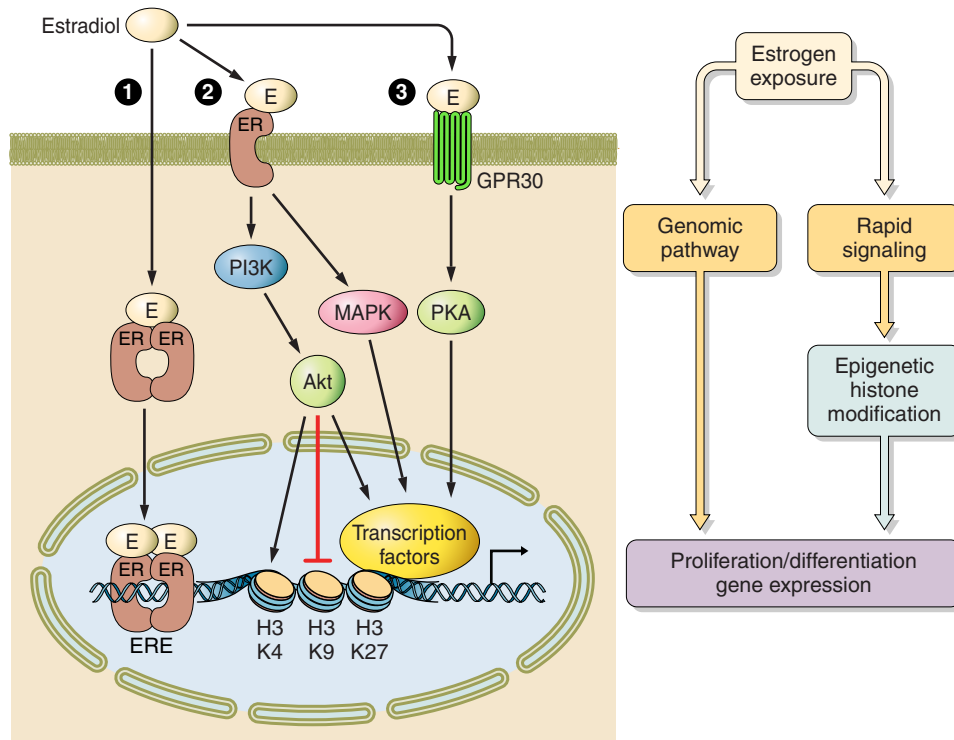 Estradiol
1
2
3
E
ER
E
GPR30
PI3K
MAPK
PKA
E
ER ER
Akt
Transcription
factors
E E
ER ER
ERE
H3 H3 H3
K4 K9 K27
Estrogen
exposure
Genomic
pathway
Rapid
signaling
Epigenetic
histone
modification
Proliferation/differentiation
gene expression